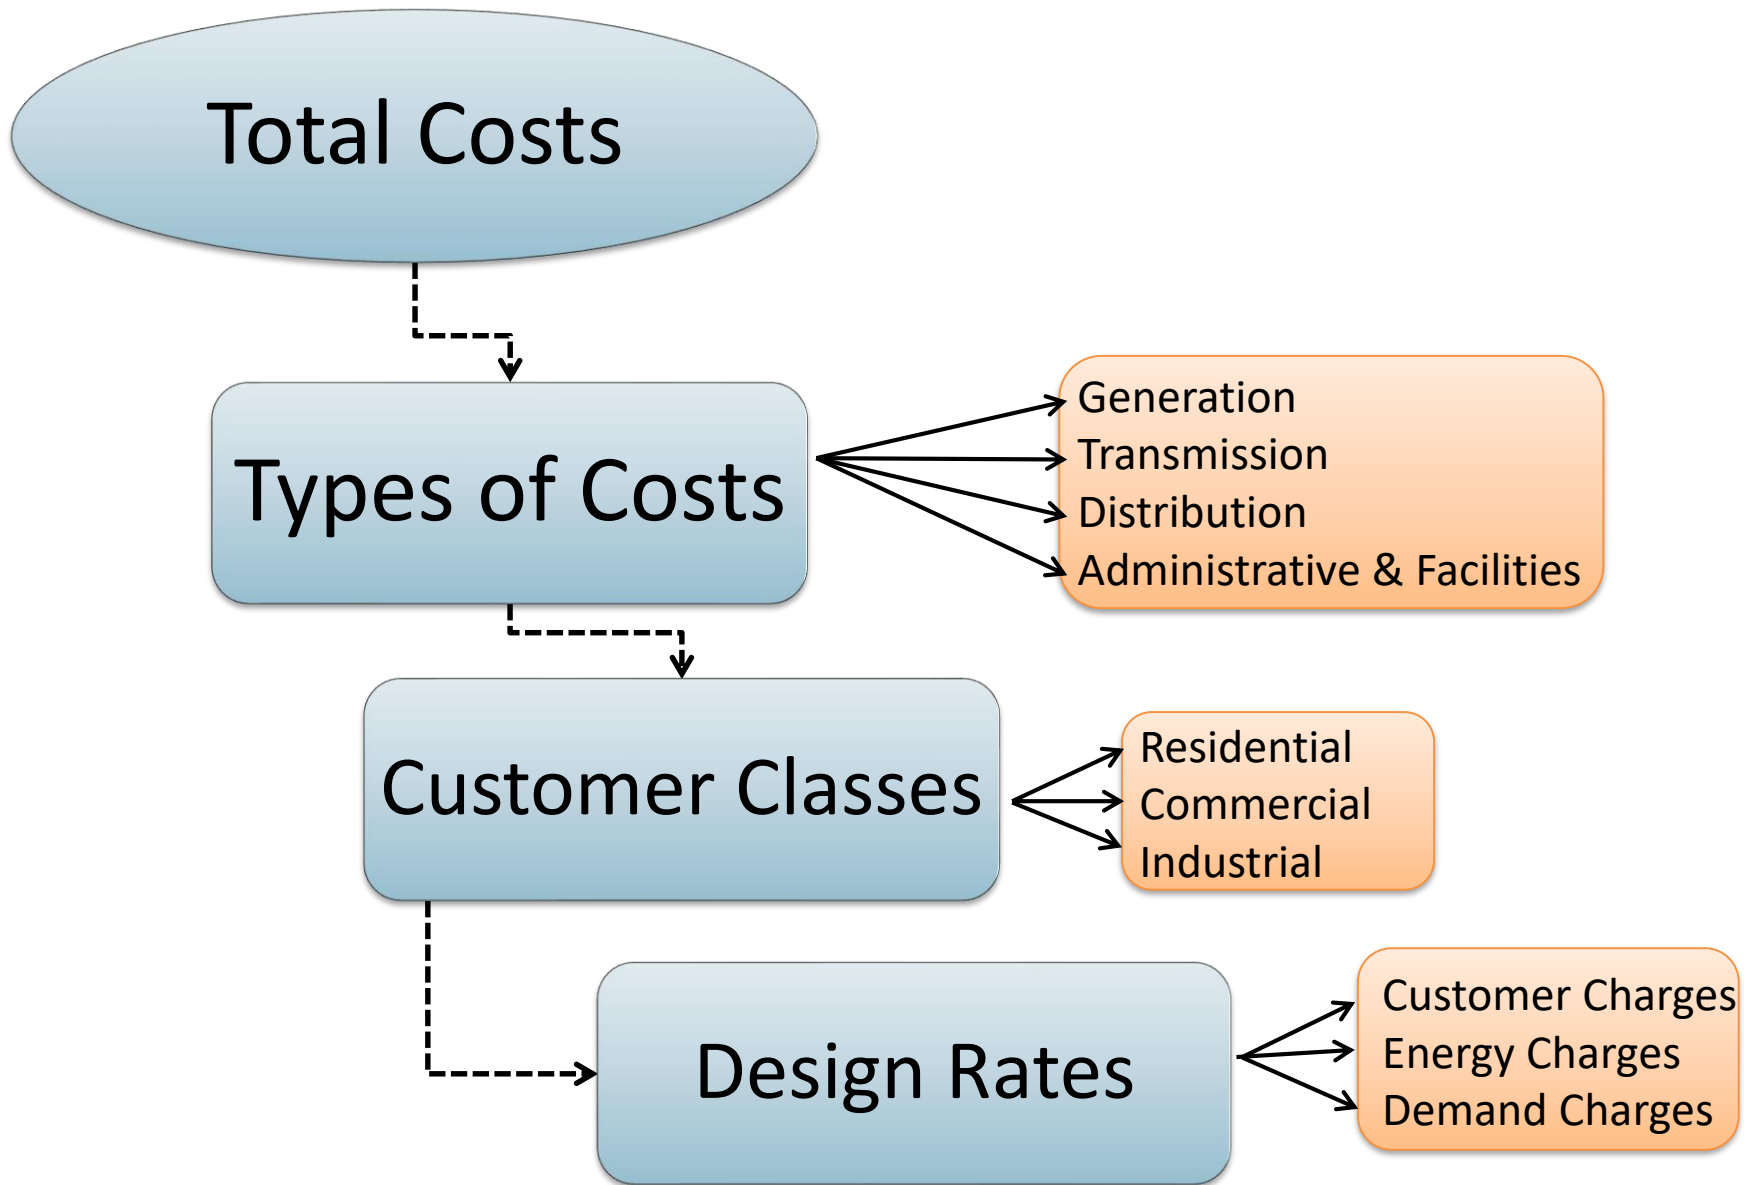 Total Costs
Types of Costs
Generation
Transmission
Distribution
Administrative & Facilities
Customer Classes
Residential
Commercial
Industrial
Design Rates
Customer Charges
Energy Charges
Demand Charges